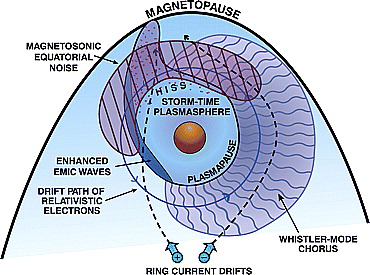 MAGNETOPAUSE
MAGNETOSONIC
EQUATORIAL
NOISE
HISS
STORM-TIME
PLASMASPHERE
PLASMAPAUSE
ENHANCED
EMIC WAVES
DRIFT PATH OF
RELATIVISTIC
ELECTRONS
WHISTLER-MODE
CHORUS
+
-
RING CURRENT DRIFTS